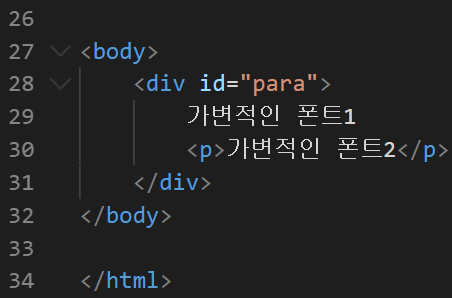 26
27 <body>
28 <div id="para">
29 가변적인 폰트1
30 <p>가변적인 폰트2</p>
31 </div>
32 </body>
33
34 </html>